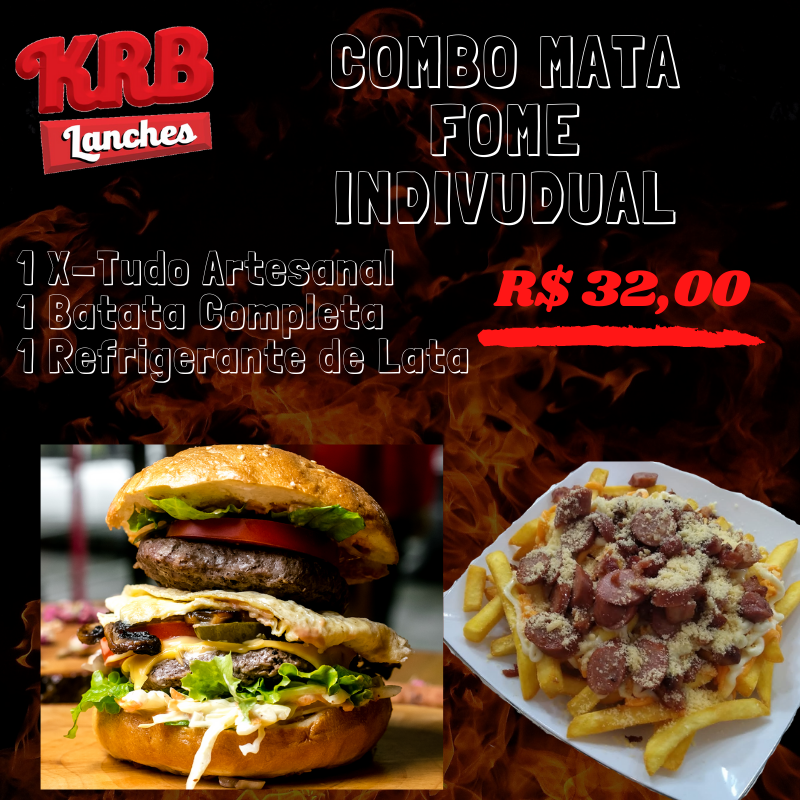 KRB
Lanches
COMBO MATA
FOME
INDIVUDUAL
1 X-Tudo Artesanal
1 Batata Completa
1 Refrigerante de Lata
R$ 32,00